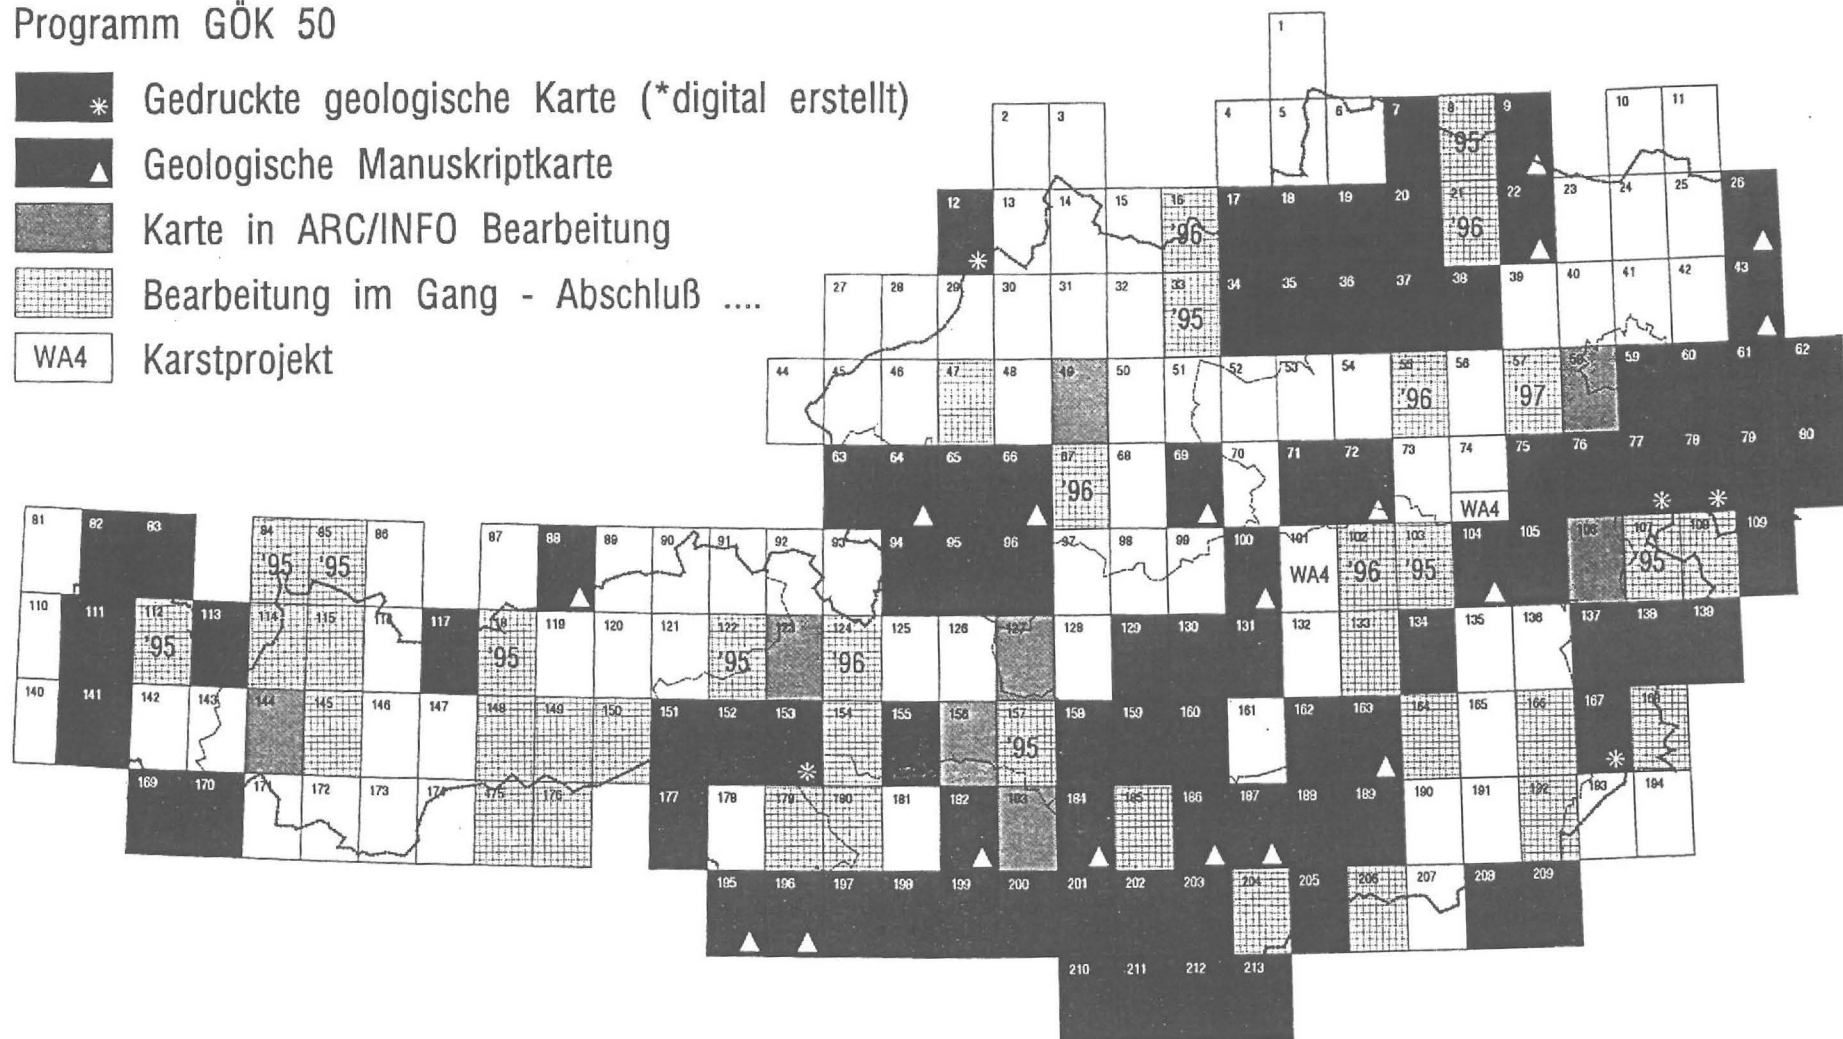 Programm GÖK 50
* Gedruckte geologische Karte (*digital erstellt)
Geologische Manuskriptkarte
Karte in ARC/INFO Bearbeitung
Bearbeitung im Gang - Abschluß ....
WA4 Karstprojekt
1
2 3 4 5 6 7 8 9 10 11
'95
12 13 14 15 16 17 18 19 20 21 22 23 24 25 26
* '96 '96
27 28 29 30 31 32 33 34 35 36 37 38 39 40 41 42 43
'95
44 45 46 47 48 49 50 51 52 53 54 55 56 57 58 59 60 61 62
'96 '97
63 64 65 66 67 68 69 70 71 72 73 74 75 76 77 78 79 80
'96 WA4 * *
81 82 83 84 85 86 87 88 89 90 91 92 93 94 95 96 97 98 99 100 101 102 103 104 105 106 107 108 109
'95 '95 WA4 '96 '95 '95
110 111 112 113 114 115 116 117 118 119 120 121 122 123 124 125 126 127 128 129 130 131 132 133 134 135 136 137 138 139
'95 '95 '95 '96
140 141 142 143 144 145 146 147 148 149 150 151 152 153 154 155 156 157 158 159 160 161 162 163 164 165 166 167 168
* '95 *
169 170 171 172 173 174 175 176 177 178 179 180 181 182 183 184 185 186 187 188 189 190 191 192 193 194
195 196 197 198 199 200 201 202 203 204 205 206 207 208 209
210 211 212 213